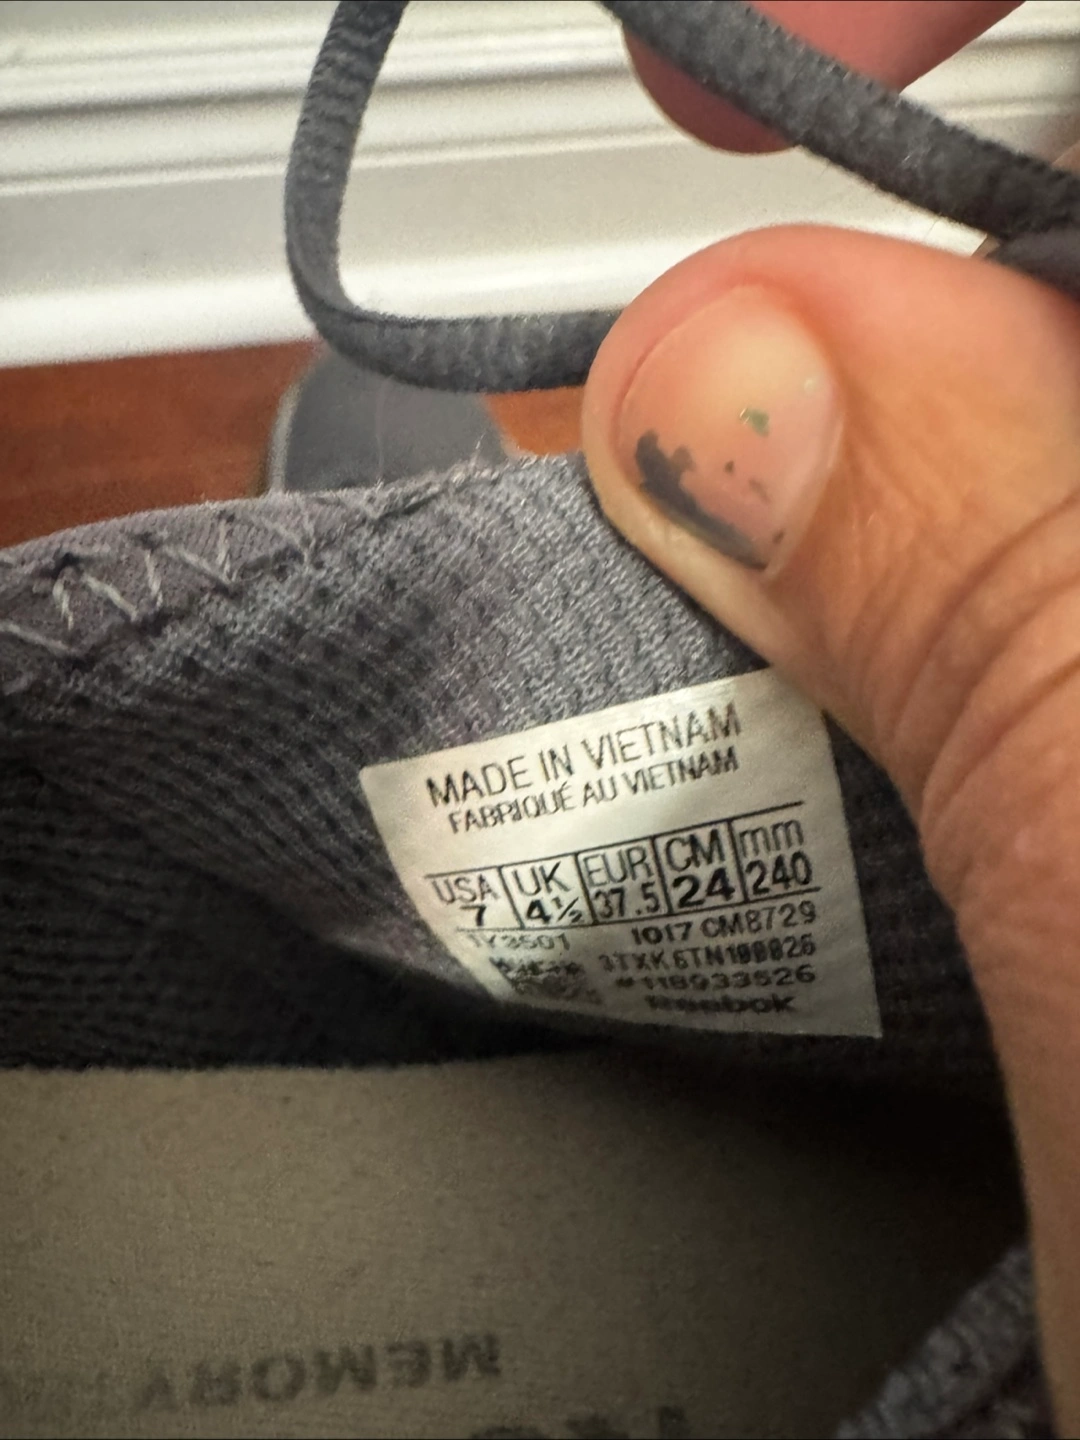 MADE IN VIETNAM
FABRIQUÉ AU VIETNAM
USA UK EUR CM mm
7 4½ 37.5 24 240
1Y3501 1017 CM8729
#118933526
Reebok
MEMORY